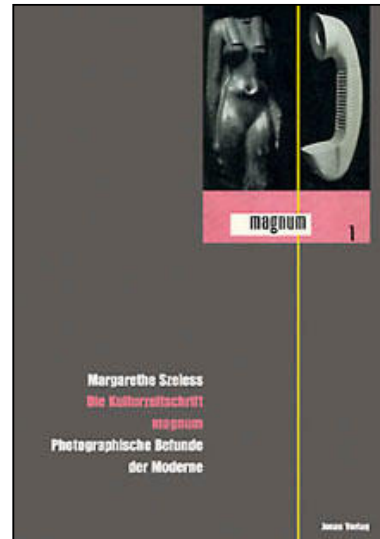 magnum
1
Margarethe Szeless
Die Kulturzeitschrift
magnum
Photographische Befunde
der Moderne
Jonas Verlag